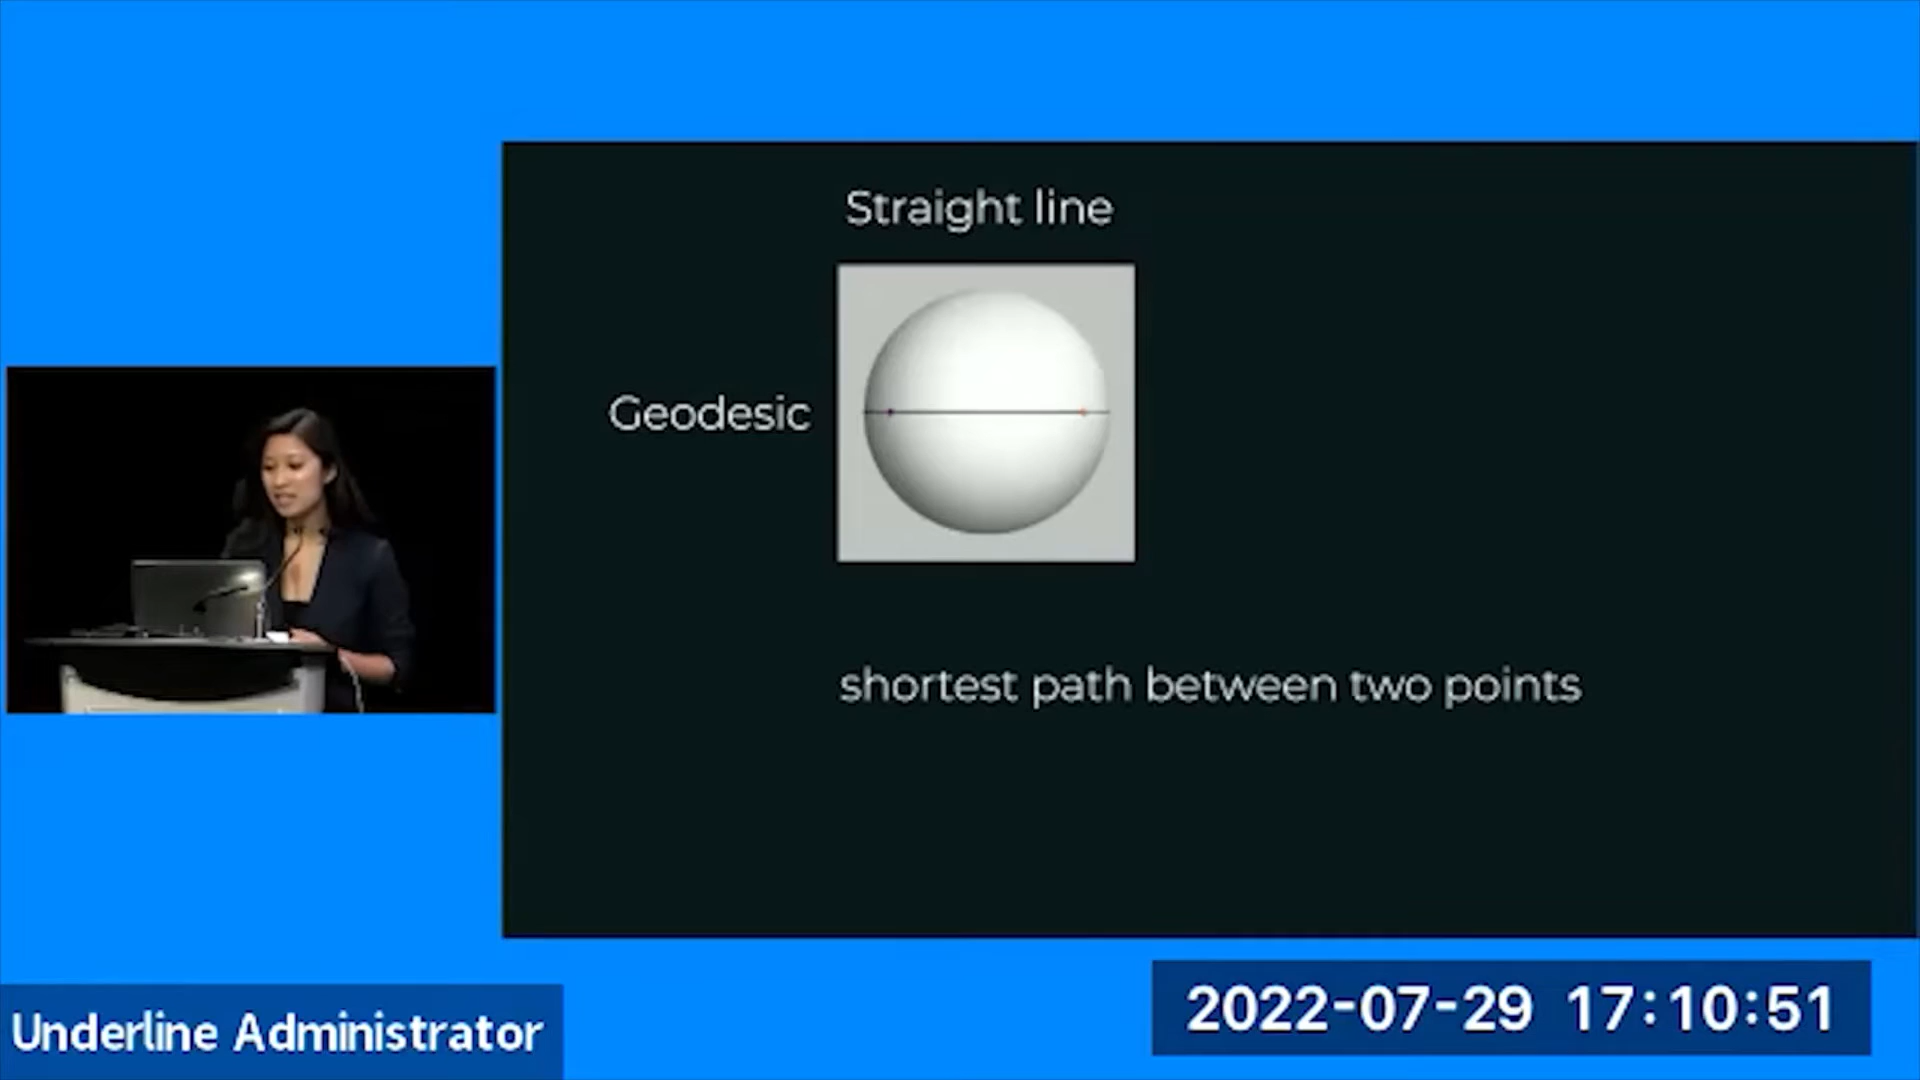 Straight line
Geodesic
shortest path between two points
Underline Administrator
2022-07-29 17:10:51